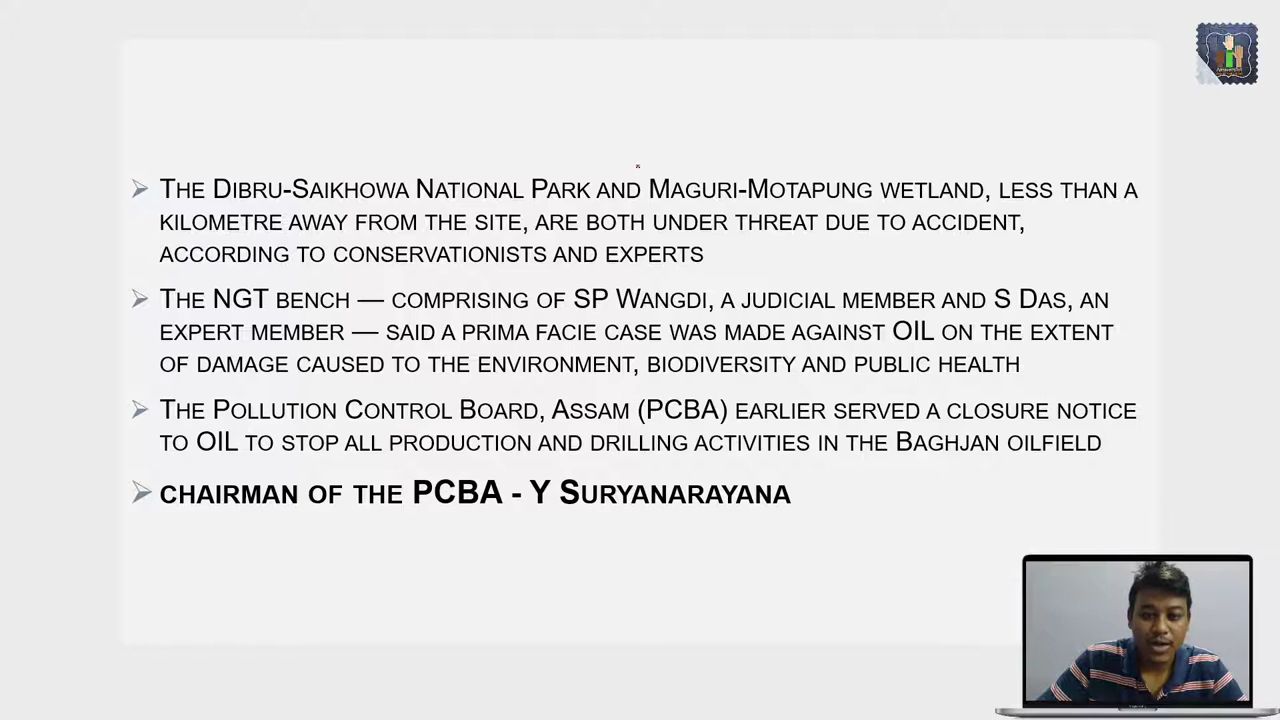 The Dibru-Saikhowa National Park and Maguri-Motapung wetland, less than a
kilometre away from the site, are both under threat due to accident,
according to conservationists and experts
The NGT bench — comprising of SP Wangdi, a judicial member and S Das, an
expert member — said a prima facie case was made against OIL on the extent
of damage caused to the environment, biodiversity and public health
The Pollution Control Board, Assam (PCBA) earlier served a closure notice
to OIL to stop all production and drilling activities in the Baghjan oilfield
chairman of the PCBA - Y Suryanarayana